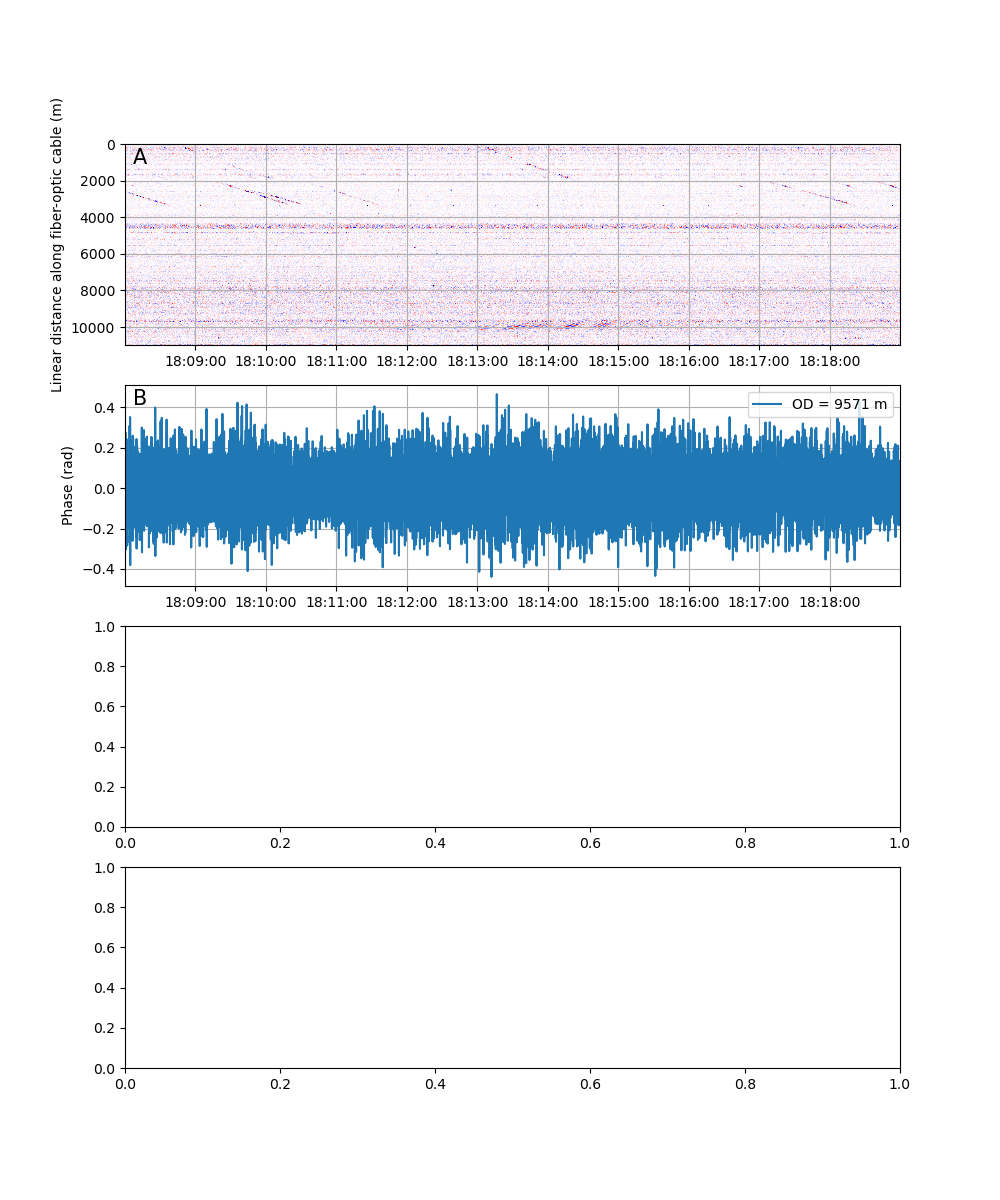 Linear distance along fiber-optic cable (m)
A
0
2000
4000
6000
8000
10000
18:09:00 18:10:00 18:11:00 18:12:00 18:13:00 18:14:00 18:15:00 18:16:00 18:17:00 18:18:00
Phase (rad)
B
OD = 9571 m
0.4
0.2
0.0
−0.2
−0.4
18:09:00 18:10:00 18:11:00 18:12:00 18:13:00 18:14:00 18:15:00 18:16:00 18:17:00 18:18:00
1.0
0.8
0.6
0.4
0.2
0.0
0.0 0.2 0.4 0.6 0.8 1.0
1.0
0.8
0.6
0.4
0.2
0.0
0.0 0.2 0.4 0.6 0.8 1.0